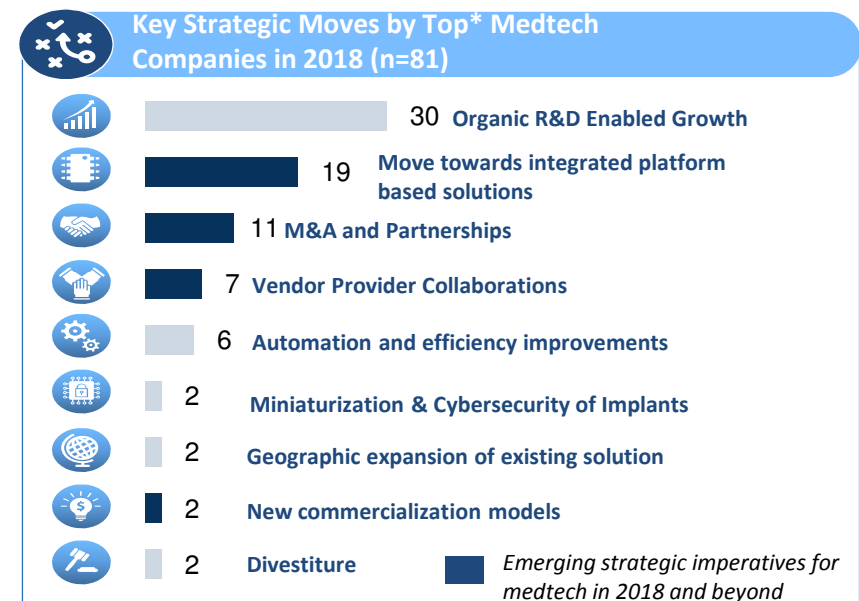 Key Strategic Moves by Top* Medtech
Companies in 2018 (n=81)
30 Organic R&D Enabled Growth
19 Move towards integrated platform
based solutions
11 M&A and Partnerships
7 Vendor Provider Collaborations
6 Automation and efficiency improvements
2 Miniaturization & Cybersecurity of Implants
2 Geographic expansion of existing solution
$
2 New commercialization models
2 Divestiture
Emerging strategic imperatives for
medtech in 2018 and beyond